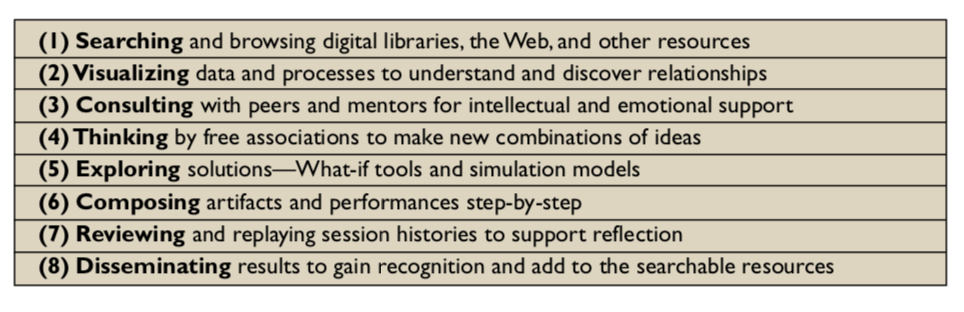 (1) Searching and browsing digital libraries, the Web, and other resources
(2) Visualizing data and processes to understand and discover relationships
(3) Consulting with peers and mentors for intellectual and emotional support
(4) Thinking by free associations to make new combinations of ideas
(5) Exploring solutions—What-if tools and simulation models
(6) Composing artifacts and performances step-by-step
(7) Reviewing and replaying session histories to support reflection
(8) Disseminating results to gain recognition and add to the searchable resources